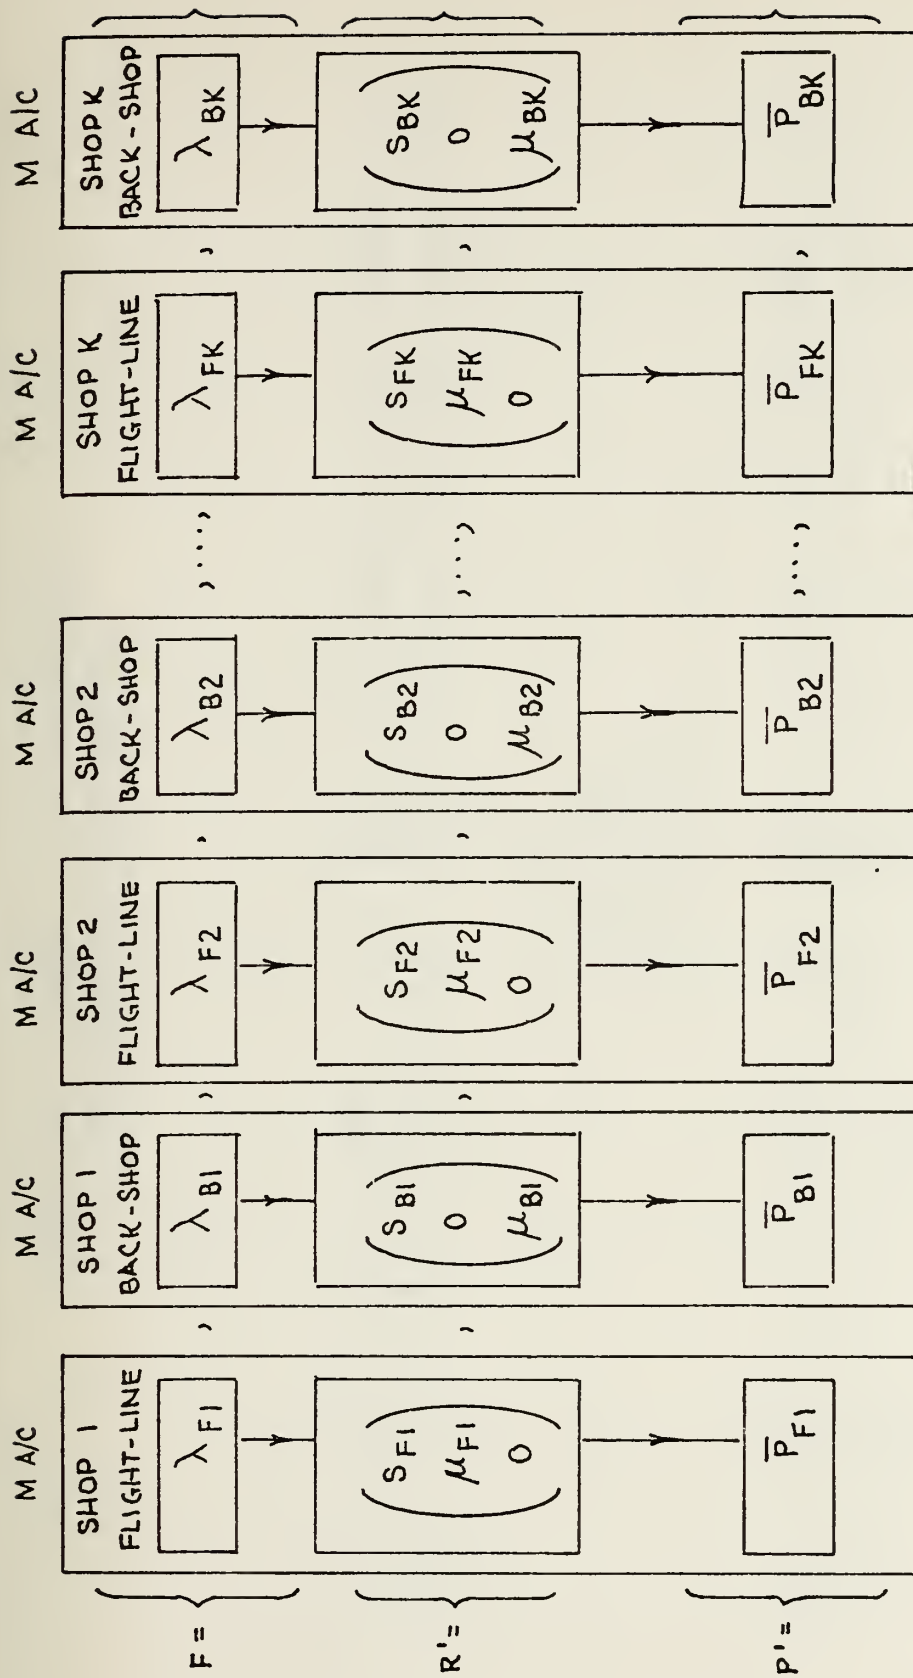 M A/C M A/C M A/C M A/C M A/C M A/C
SHOP 1 SHOP 1 SHOP 2 SHOP 2 SHOP K SHOP K
FLIGHT-LINE BACK-SHOP FLIGHT-LINE BACK-SHOP FLIGHT-LINE BACK-SHOP
F = { λF1 , λB1 , λF2 , λB2 , ...., λFK , λBK }
R' = { ( SF1 , ( SB1 , ( SF2 , ( SB2 , ...., ( SFK , ( SBK
μF1 0 μF2 0 μFK 0
0 ) μB1 ) 0 ) μB2 ) 0 ) μBK ) }
P' = { P̅F1 P̅B1 P̅F2 P̅B2 , ...., P̅FK , P̅BK }